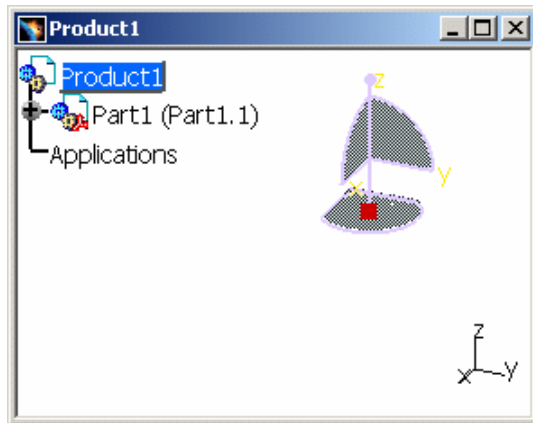 Product1
Product1
Part1 (Part1.1)
Applications
z
y
x
z
y
x